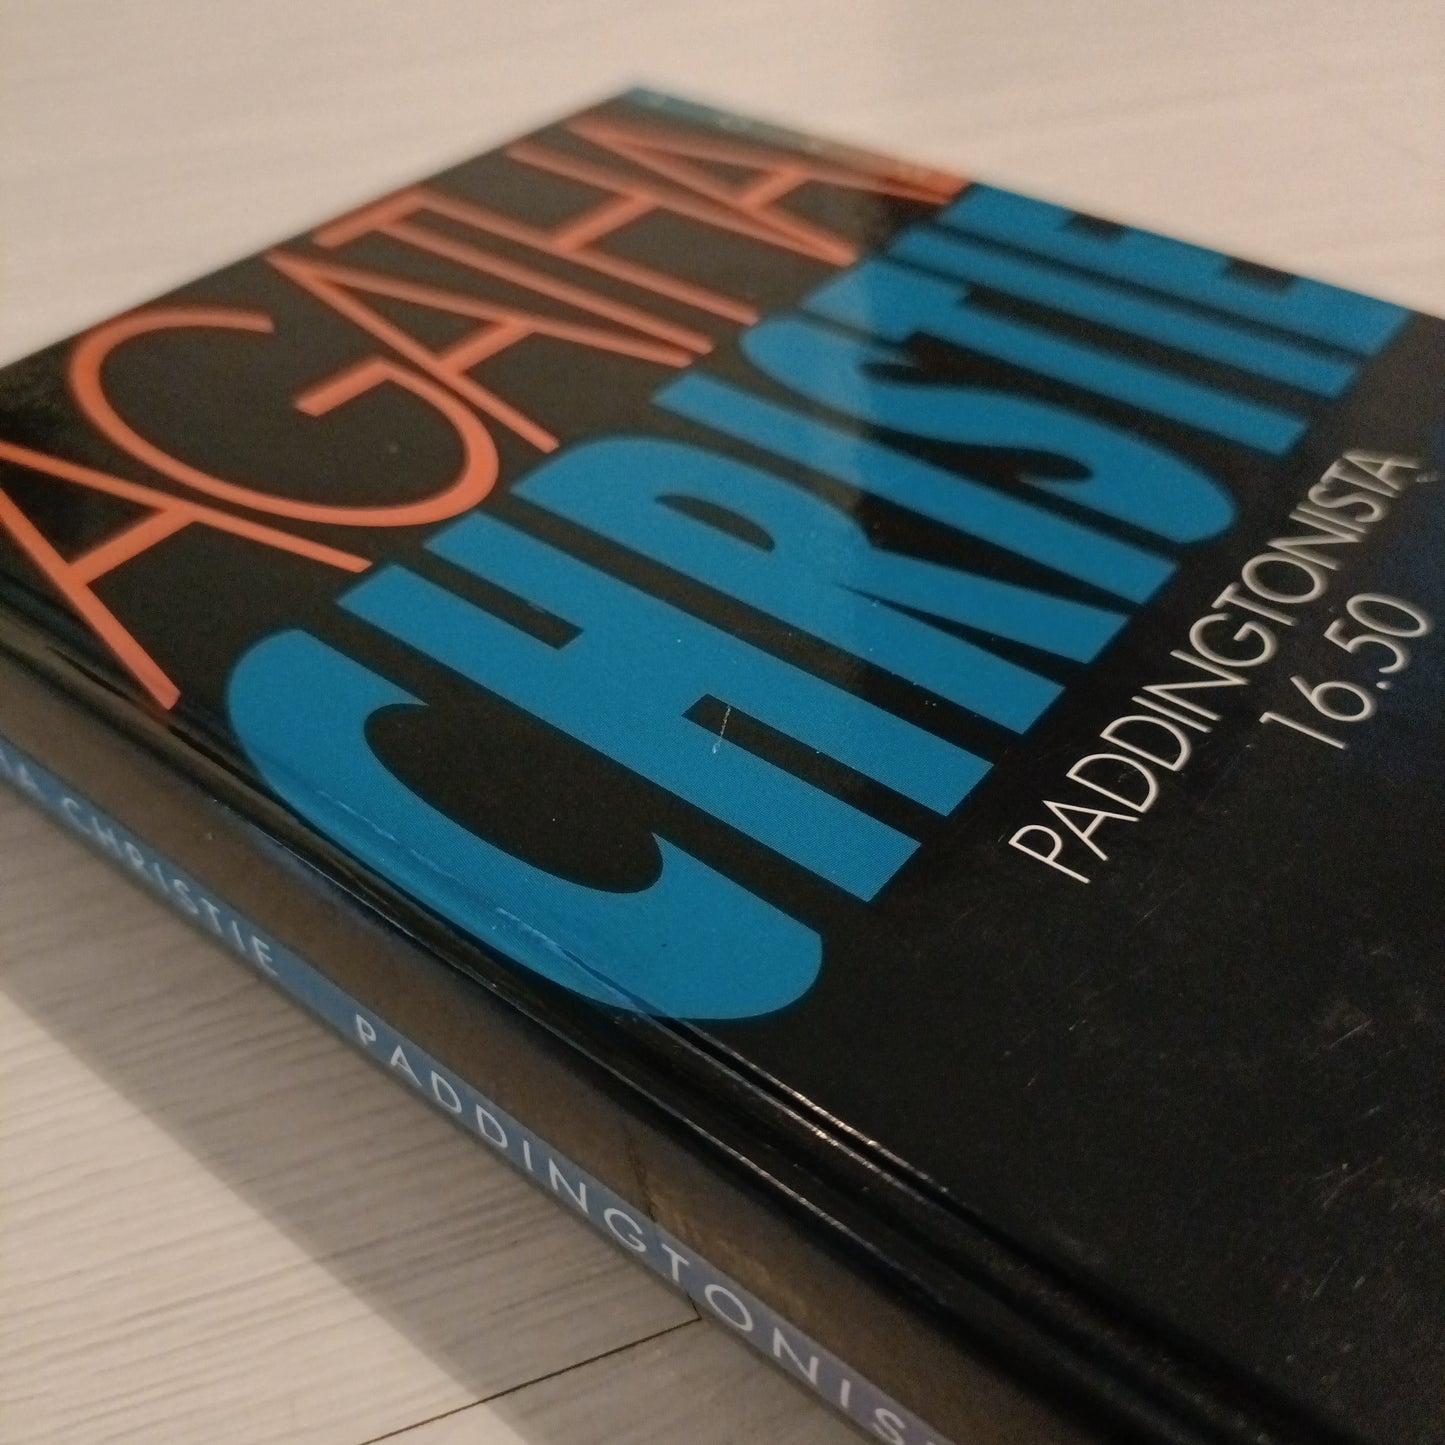 AGATHA
CHRISTIE
PADDINGTONISTA
16.50
CHRISTIE PADDINGTONIS